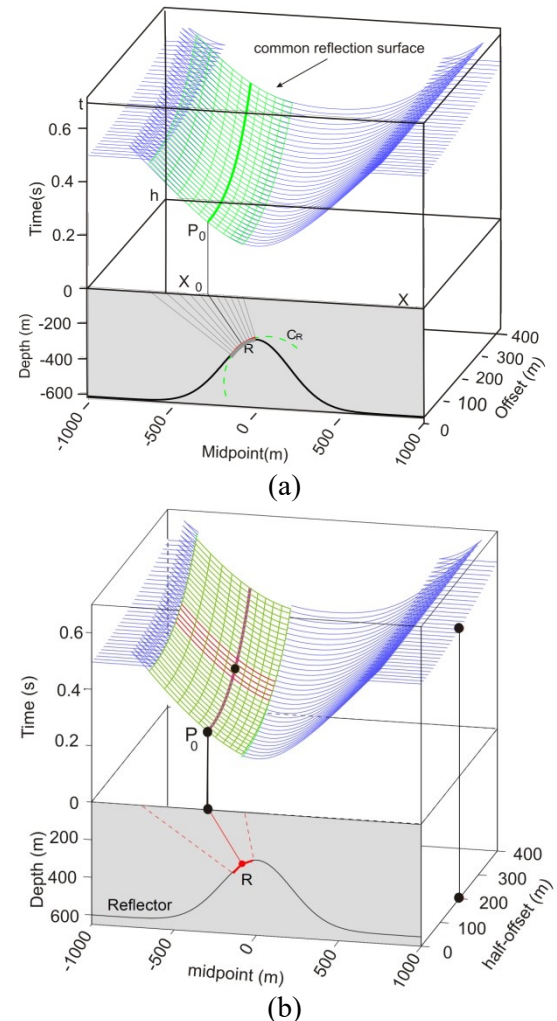 common reflection surface
t
0.6
Time(s)
0.4
h
0.2
P0
0
X0
X
400
Depth (m)
-200
CR
300
R
-400
200
Offset (m)
-600
100
0
-1000
-500
0
500
1000
Midpoint(m)
(a)
0.6
Time (s)
0.4
P0
0.2
0
400
Depth (m)
200
300
R
400
200
half-offset (m)
Reflector
600
100
0
-1000
-500
0
500
1000
midpoint (m)
(b)